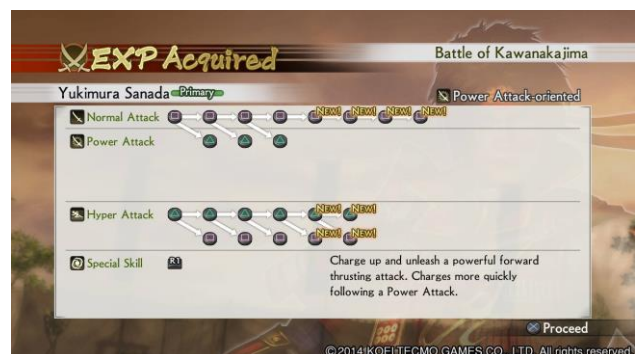 EXP Acquired
Battle of Kawanakajima
Yukimura Sanada Primary
Power Attack-oriented
Normal Attack NEW! NEW! NEW! NEW!
Power Attack
Hyper Attack NEW! NEW!
NEW! NEW!
Special Skill R1 Charge up and unleash a powerful forward
thrusting attack. Charges more quickly
following a Power Attack.
Proceed
©2014 KOEI TECMO GAMES CO., LTD. All rights reserved.